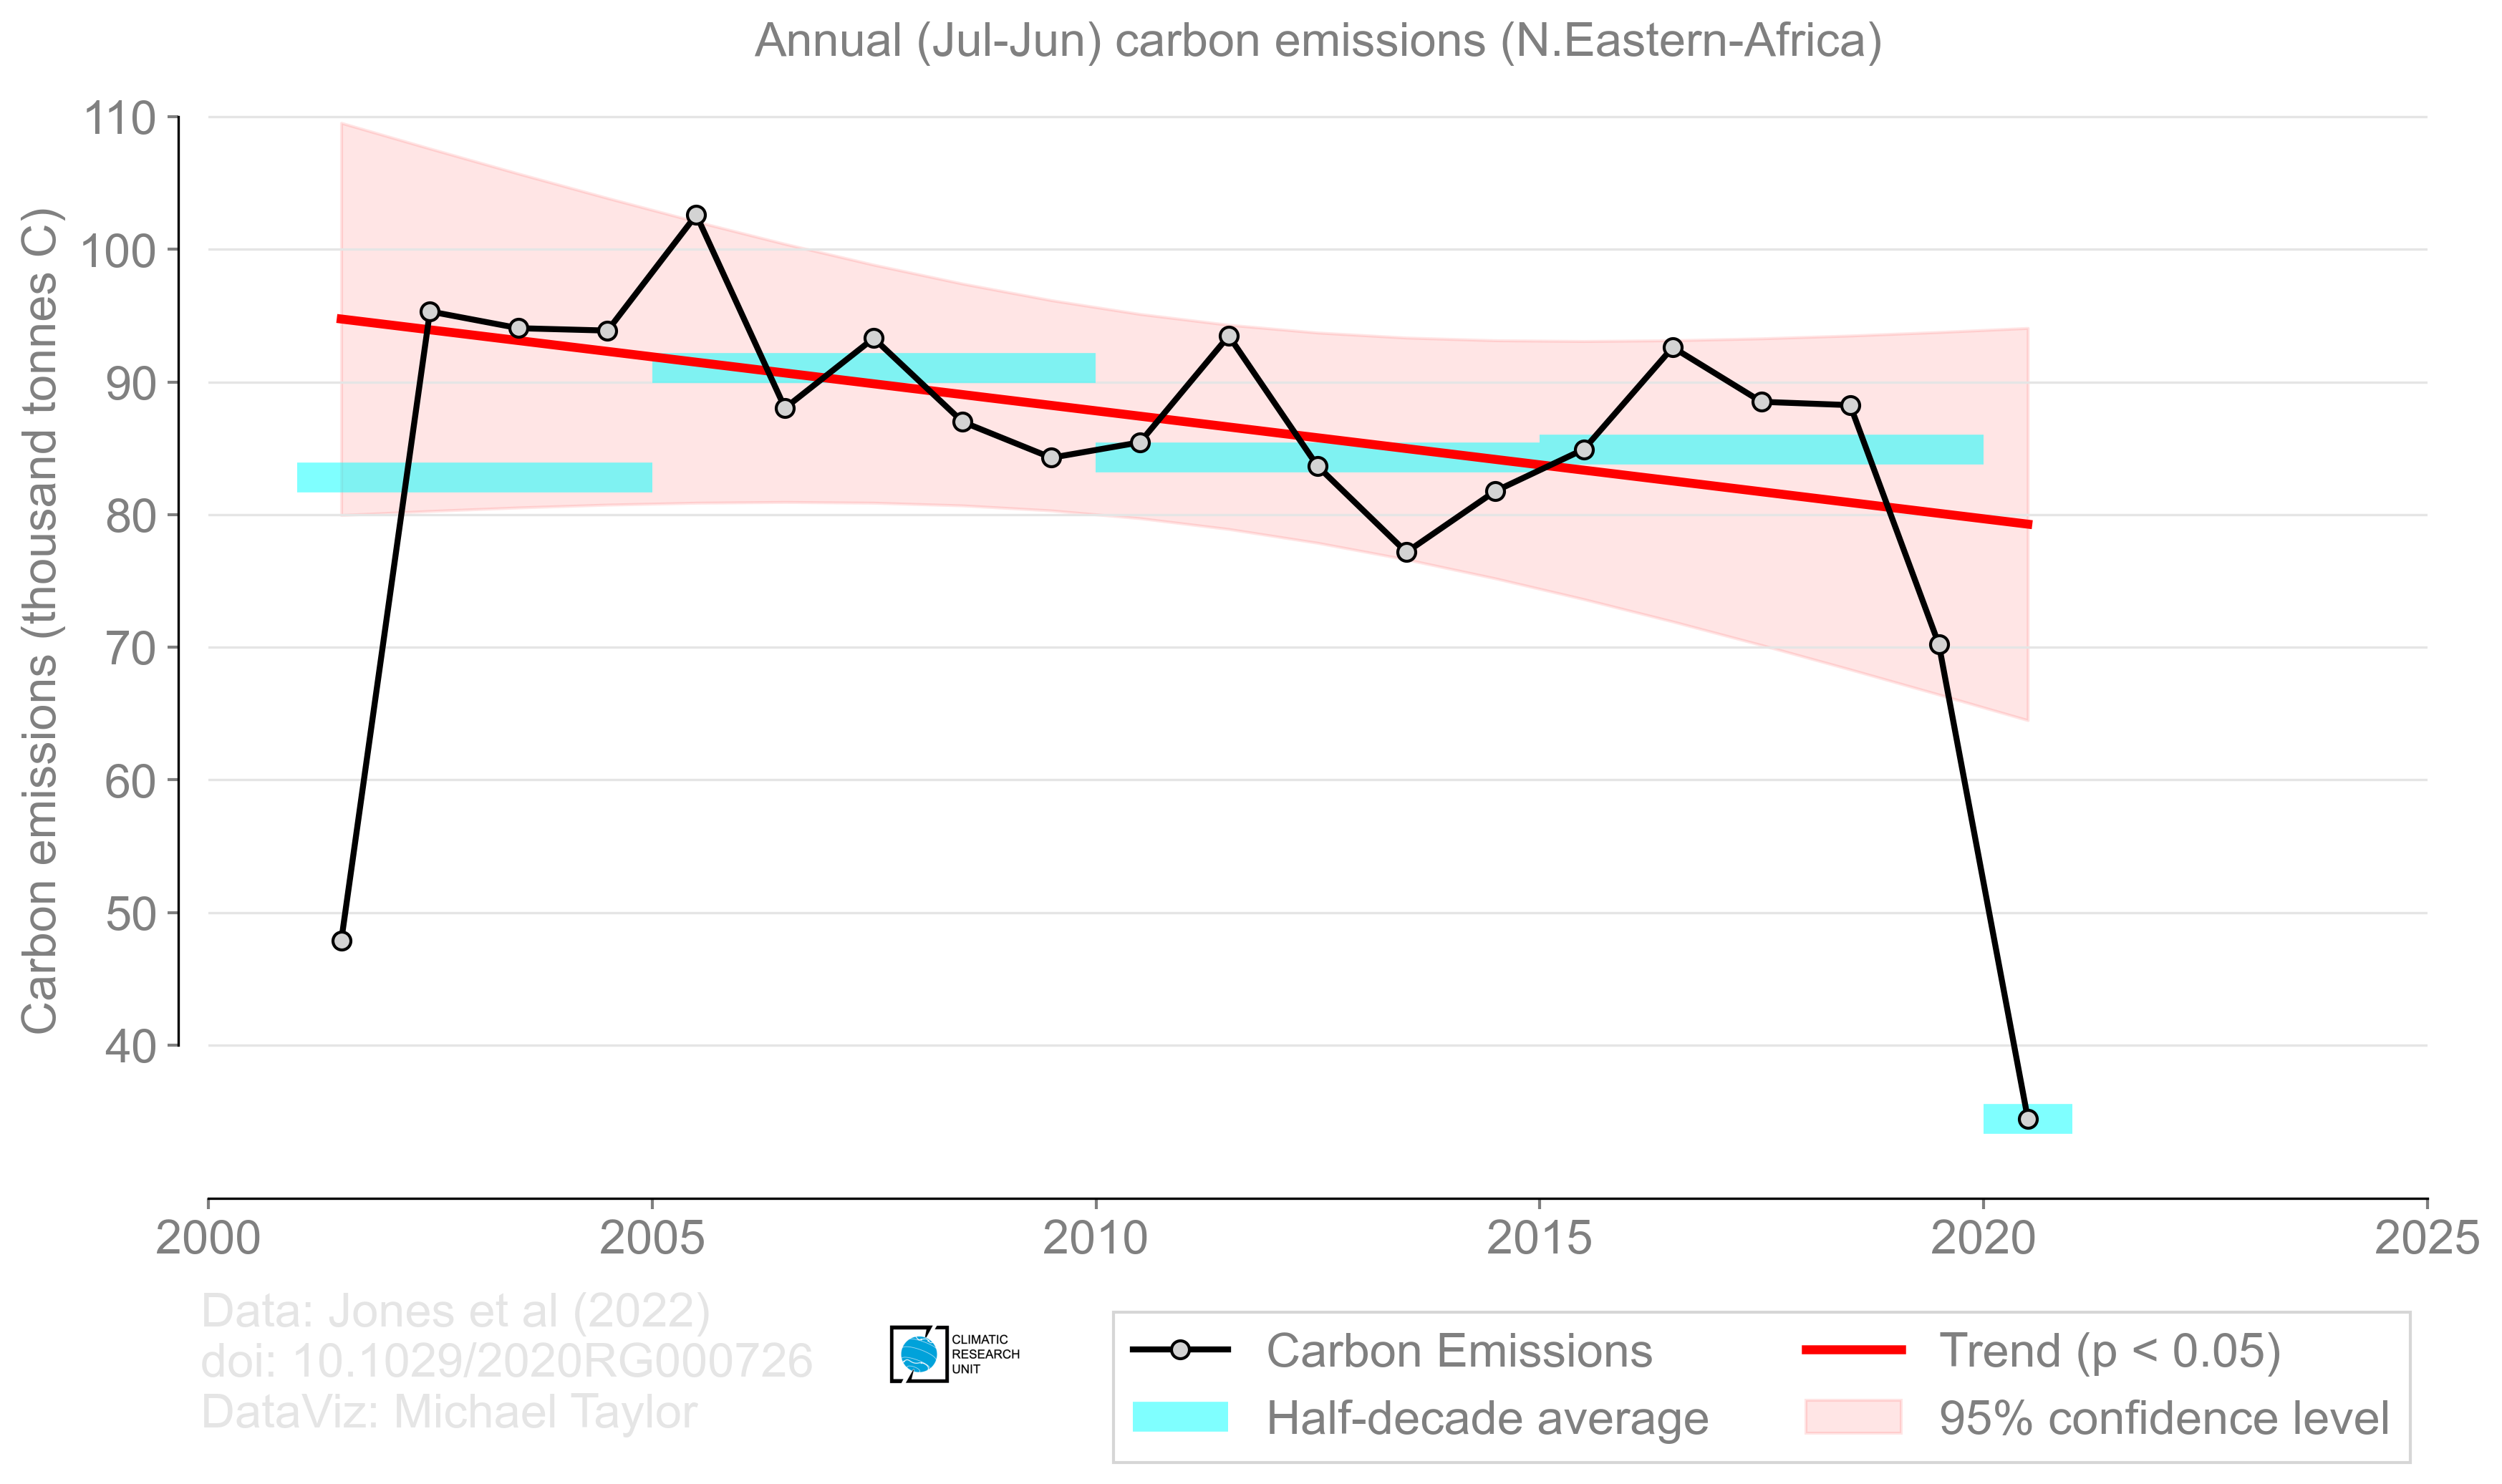 Annual (Jul-Jun) carbon emissions (N.Eastern-Africa)
Carbon emissions (thousand tonnes C)
110
100
90
80
70
60
50
40
2000
2005
2010
2015
2020
2025
Data: Jones et al (2022)
doi: 10.1029/2020RG000726
DataViz: Michael Taylor
CLIMATIC
RESEARCH
UNIT
Carbon Emissions
Half-decade average
Trend (p < 0.05)
95% confidence level